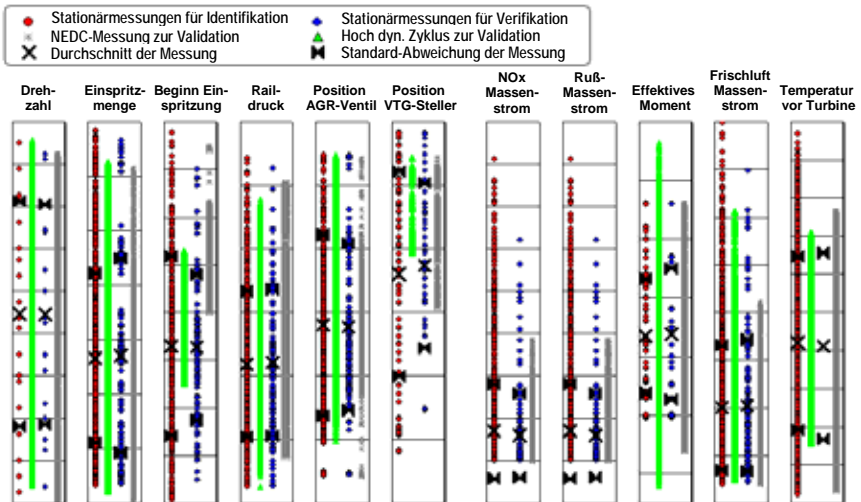 Stationärmessungen für Identifikation
NEDC-Messung zur Validation
Durchschnitt der Messung
Stationärmessungen für Verifikation
Hoch dyn. Zyklus zur Validation
Standard-Abweichung der Messung
Dreh-
zahl
Einspritz-
menge
Beginn Ein-
spritzung
Rail-
druck
Position
AGR-Ventil
Position
VTG-Steller
NOx
Massen-
strom
Ruß-
Massen-
strom
Effektives
Moment
Frischluft
Massen-
strom
Temperatur
vor Turbine